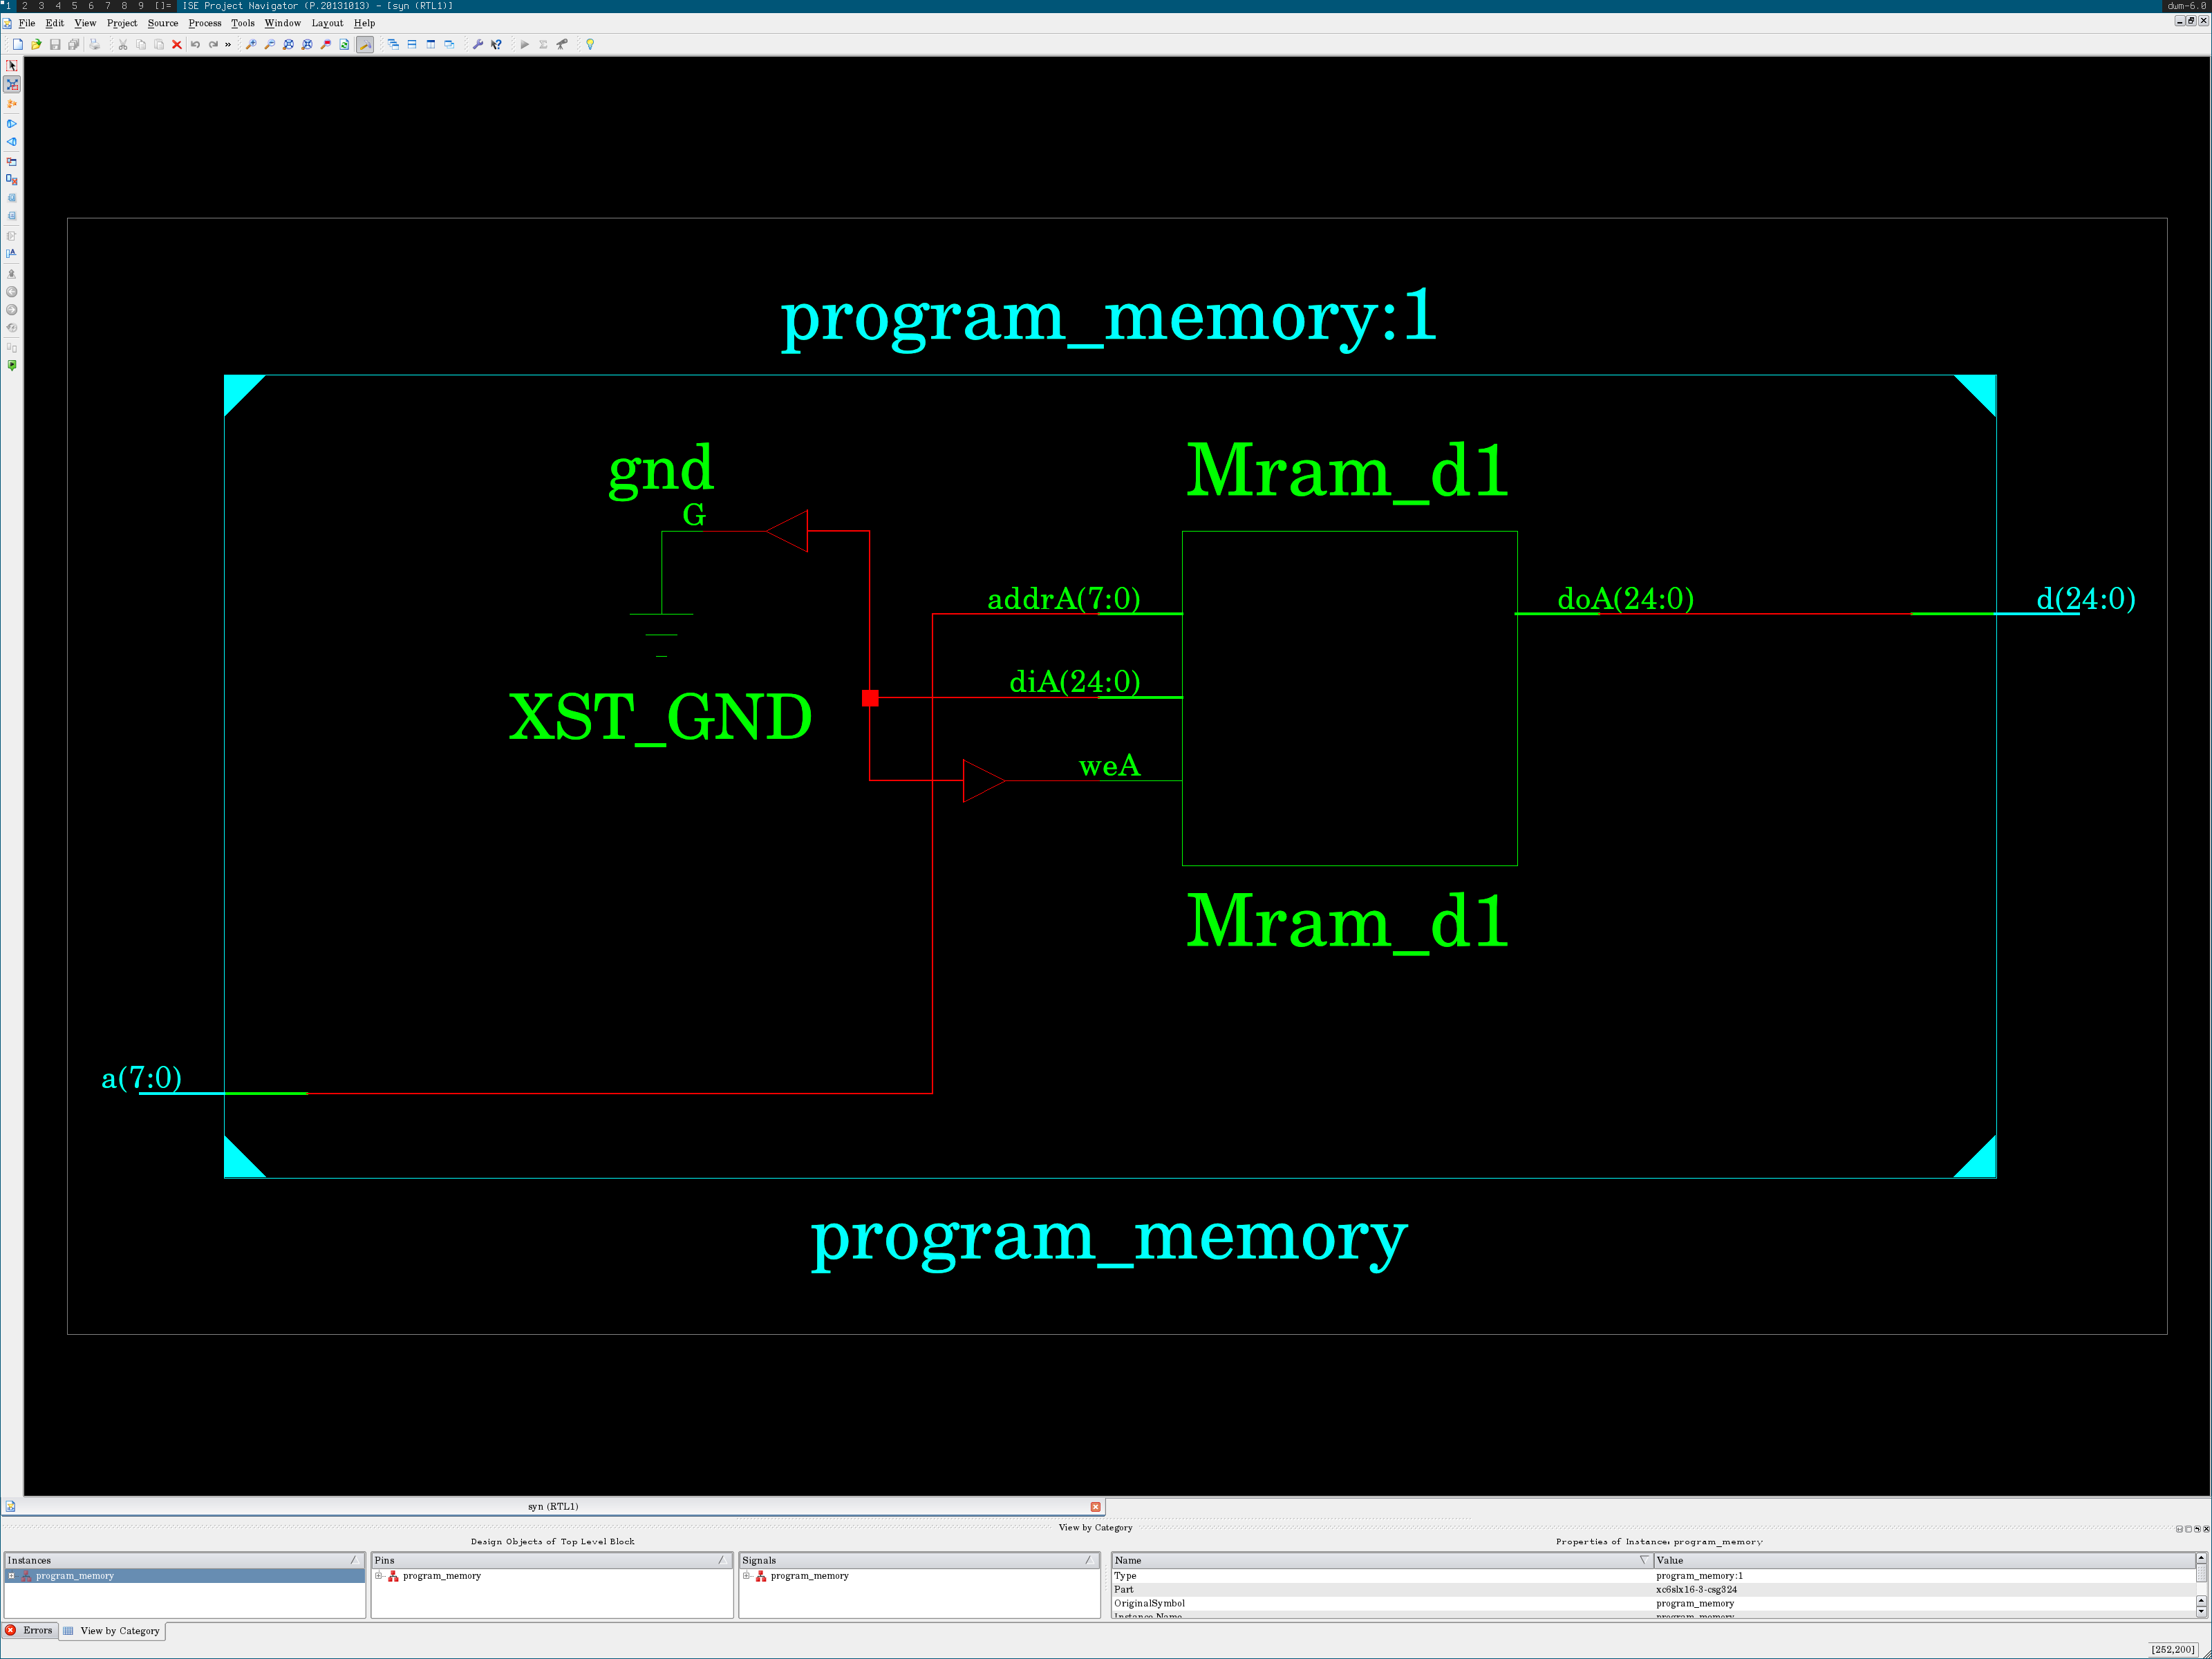 1 2 3 4 5 6 7 8 9 []= ISE Project Navigator (P.20131013) - [syn (RTL1)] dwm-6.0
File Edit View Project Source Process Tools Window Layout Help
program_memory:1
gnd
G
Mram_d1
addrA(7:0)
doA(24:0)
d(24:0)
diA(24:0)
XST_GND
weA
Mram_d1
a(7:0)
program_memory
syn (RTL1)
View by Category
Design Objects of Top Level Block
Properties of Instance: program_memory
Instances
Pins
Signals
Name Value
program_memory
program_memory
program_memory
Type program_memory:1
Part xc6slx16-3-csg324
OriginalSymbol program_memory
Instance Name program_memory
Errors View by Category
[252,200]